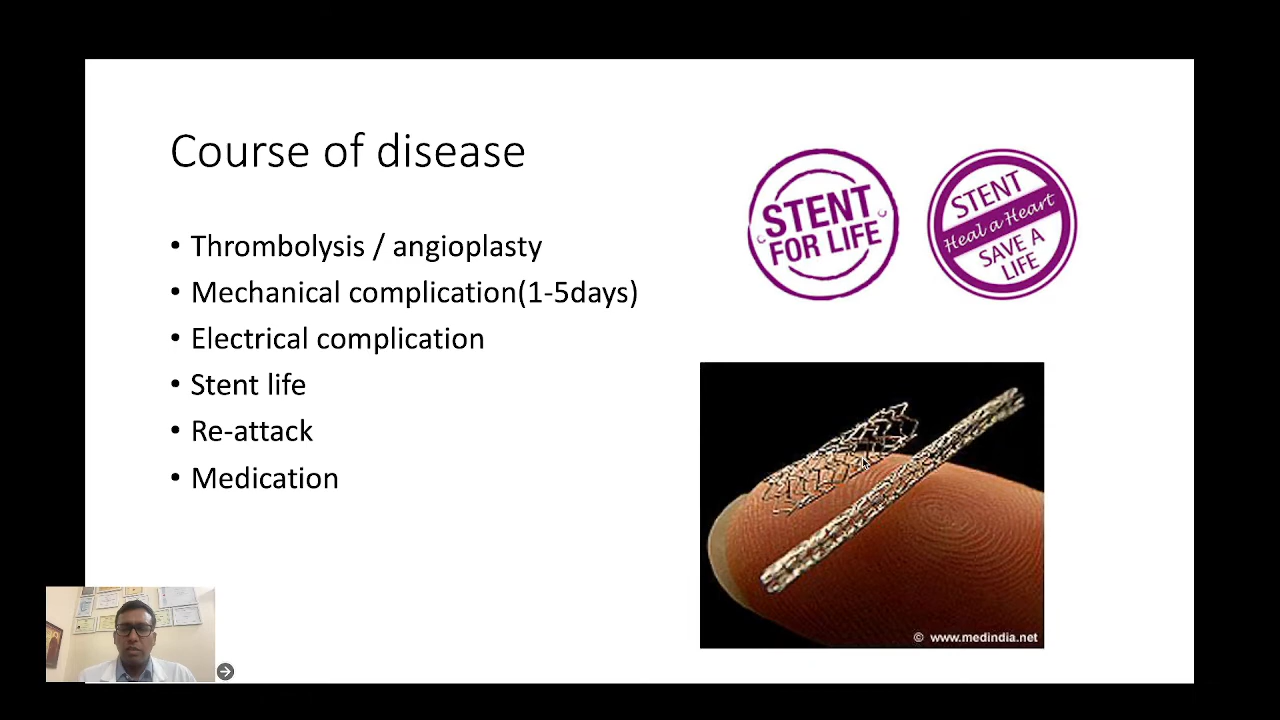 Course of disease
• Thrombolysis / angioplasty
• Mechanical complication(1-5days)
• Electrical complication
• Stent life
• Re-attack
• Medication
STENT
FOR LIFE
STENT
Heal a Heart
SAVE A
LIFE
© www.medindia.net